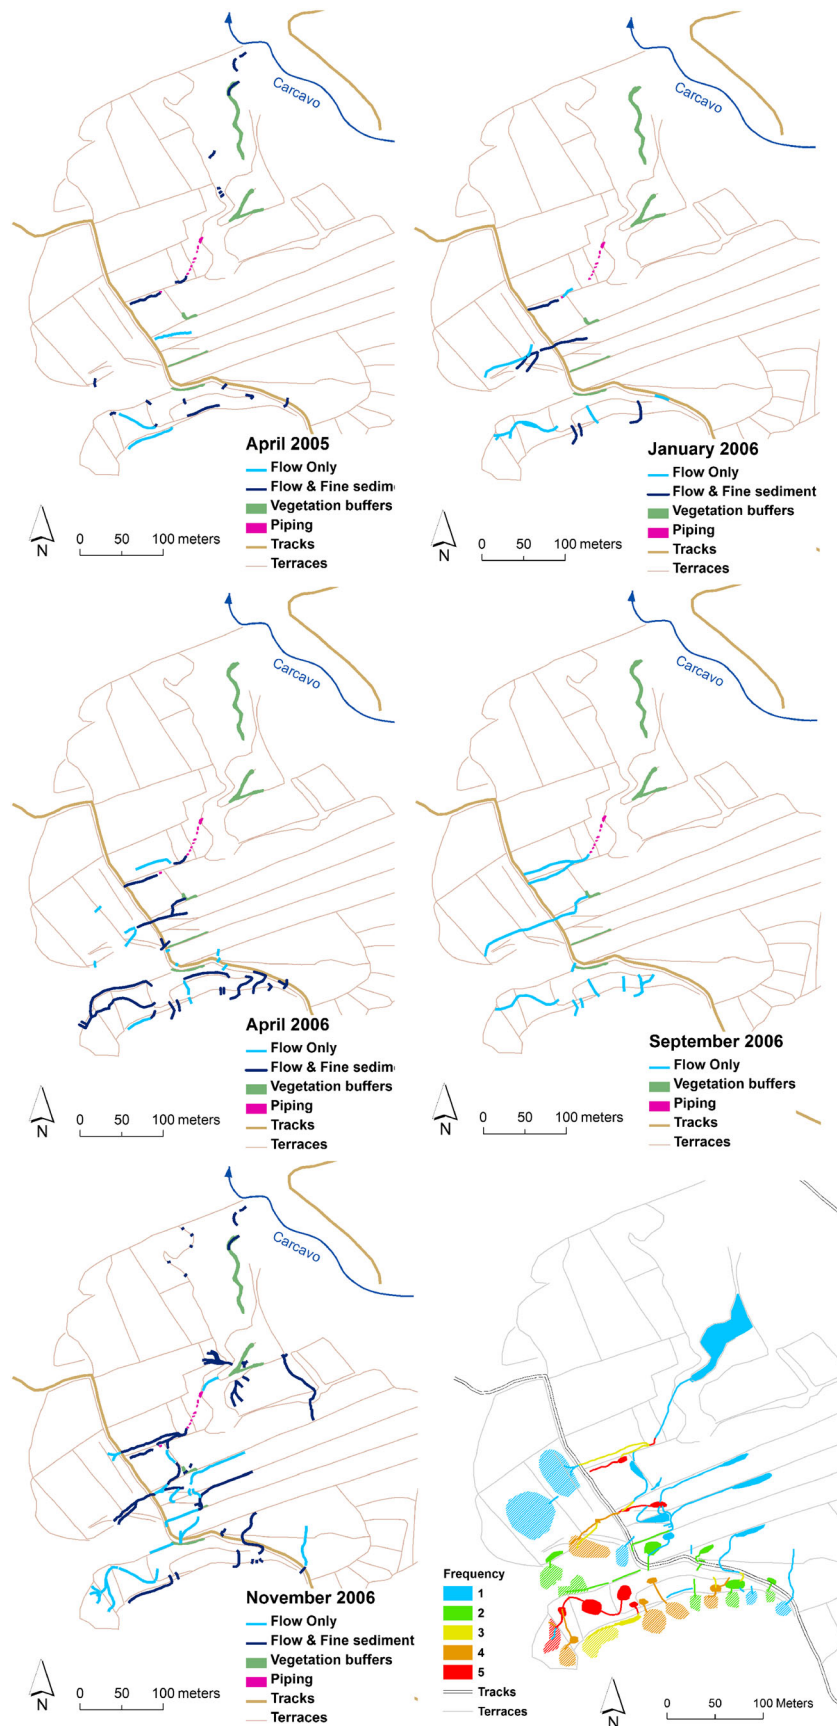 Carcavo
April 2005
Flow Only
Flow & Fine sedim
Vegetation buffers
Piping
Tracks
Terraces
N
0 50 100 meters
Carcavo
January 2006
Flow Only
Flow & Fine sediment
Vegetation buffers
Piping
Tracks
Terraces
N
0 50 100 meters
Carcavo
April 2006
Flow Only
Flow & Fine sedim
Vegetation buffers
Piping
Tracks
Terraces
N
0 50 100 meters
Carcavo
September 2006
Flow Only
Vegetation buffers
Piping
Tracks
Terraces
N
0 50 100 Meters
Carcavo
November 2006
Flow Only
Flow & Fine sediment
Vegetation buffers
Piping
Tracks
Terraces
N
0 50 100 meters
Frequency
1
2
3
4
5
Tracks
Terraces
N
0 50 100 Meters